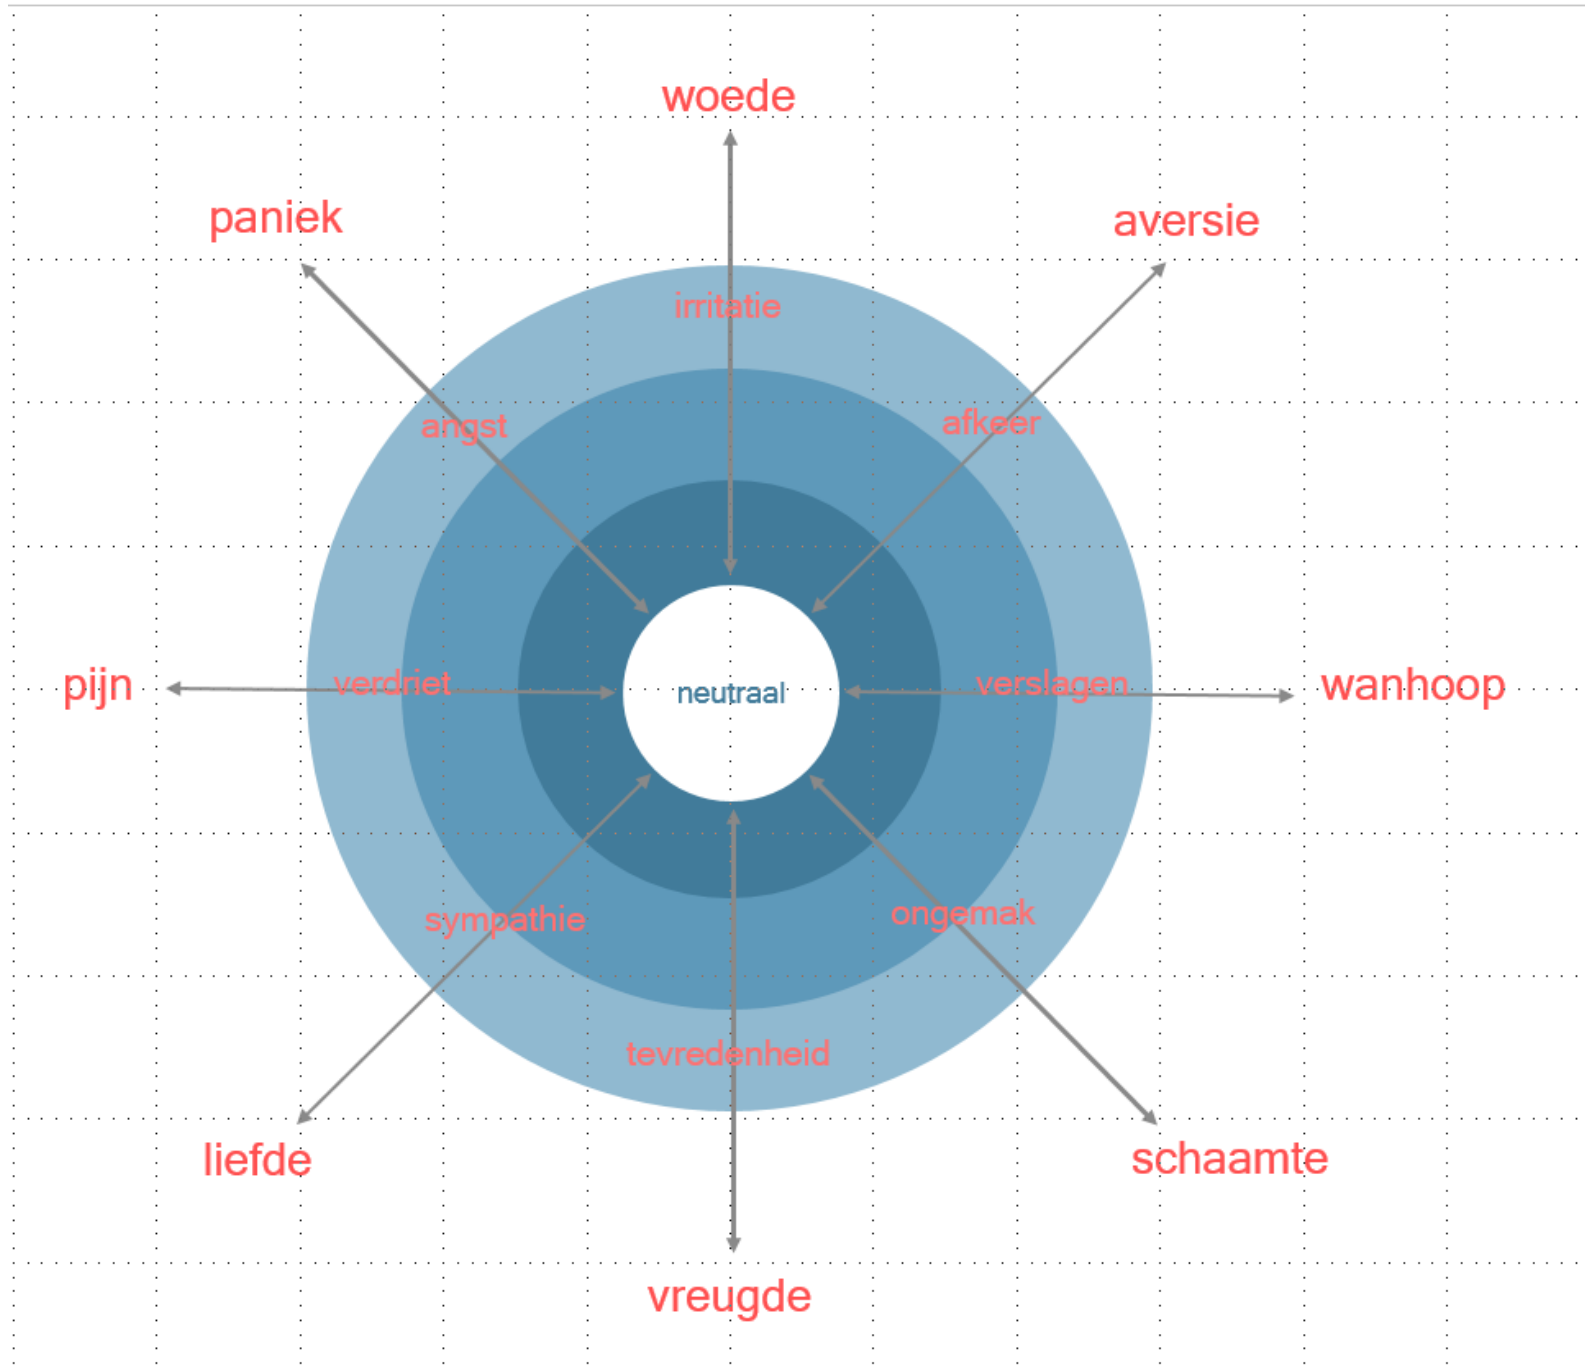 woede
paniek
aversie
irritatie
angst
afkeer
pijn
verdriet
neutraal
verslagen
wanhoop
sympathie
ongemak
tevredenheid
liefde
schaamte
vreugde